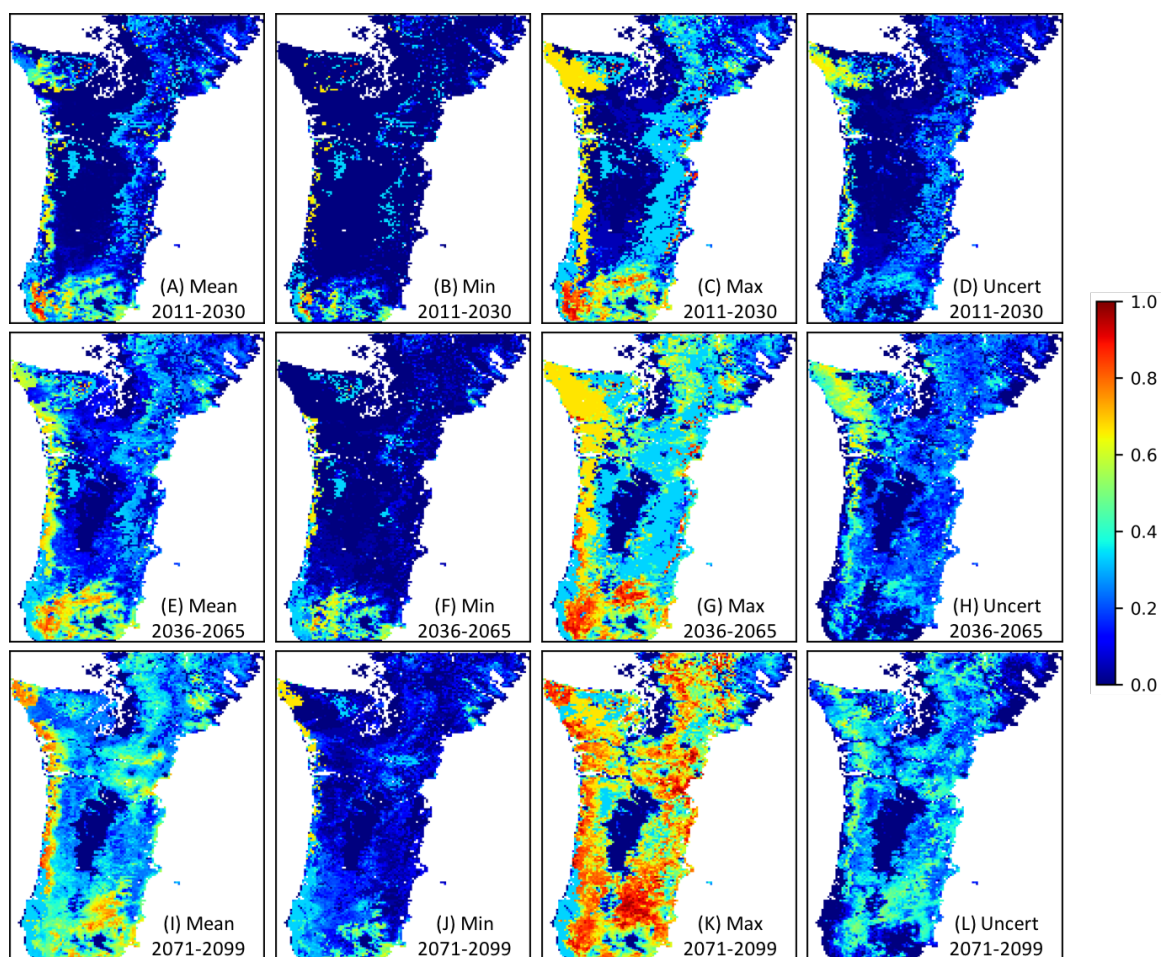 (A) Mean
2011-2030
(B) Min
2011-2030
(C) Max
2011-2030
(D) Uncert
2011-2030
(E) Mean
2036-2065
(F) Min
2036-2065
(G) Max
2036-2065
(H) Uncert
2036-2065
(I) Mean
2071-2099
(J) Min
2071-2099
(K) Max
2071-2099
(L) Uncert
2071-2099
1.0
0.8
0.6
0.4
0.2
0.0